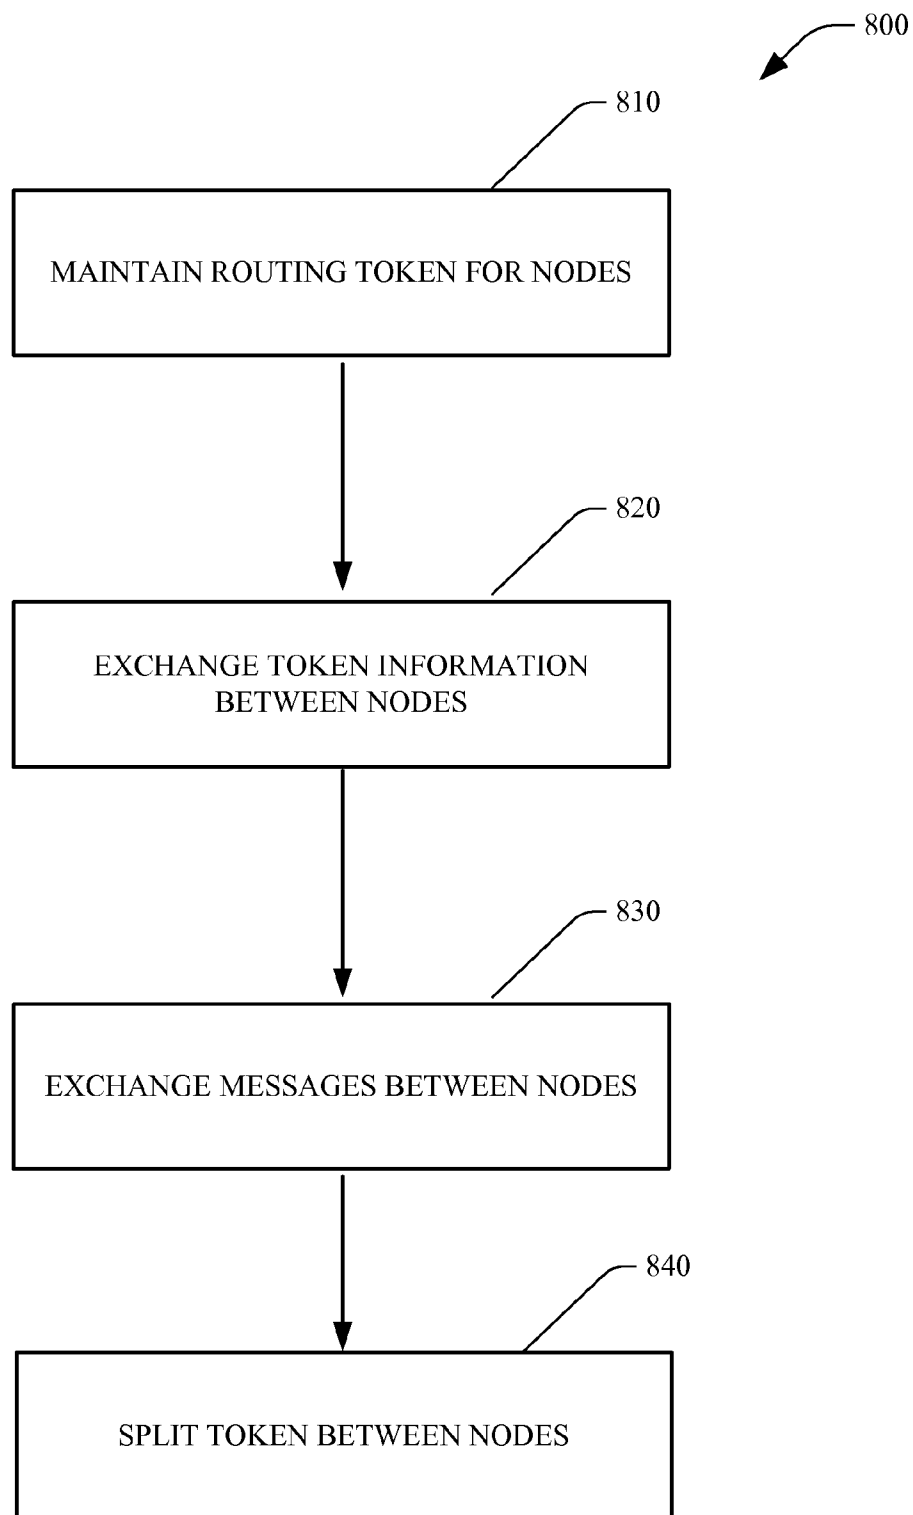 800
810
MAINTAIN ROUTING TOKEN FOR NODES
820
EXCHANGE TOKEN INFORMATION
BETWEEN NODES
830
EXCHANGE MESSAGES BETWEEN NODES
840
SPLIT TOKEN BETWEEN NODES